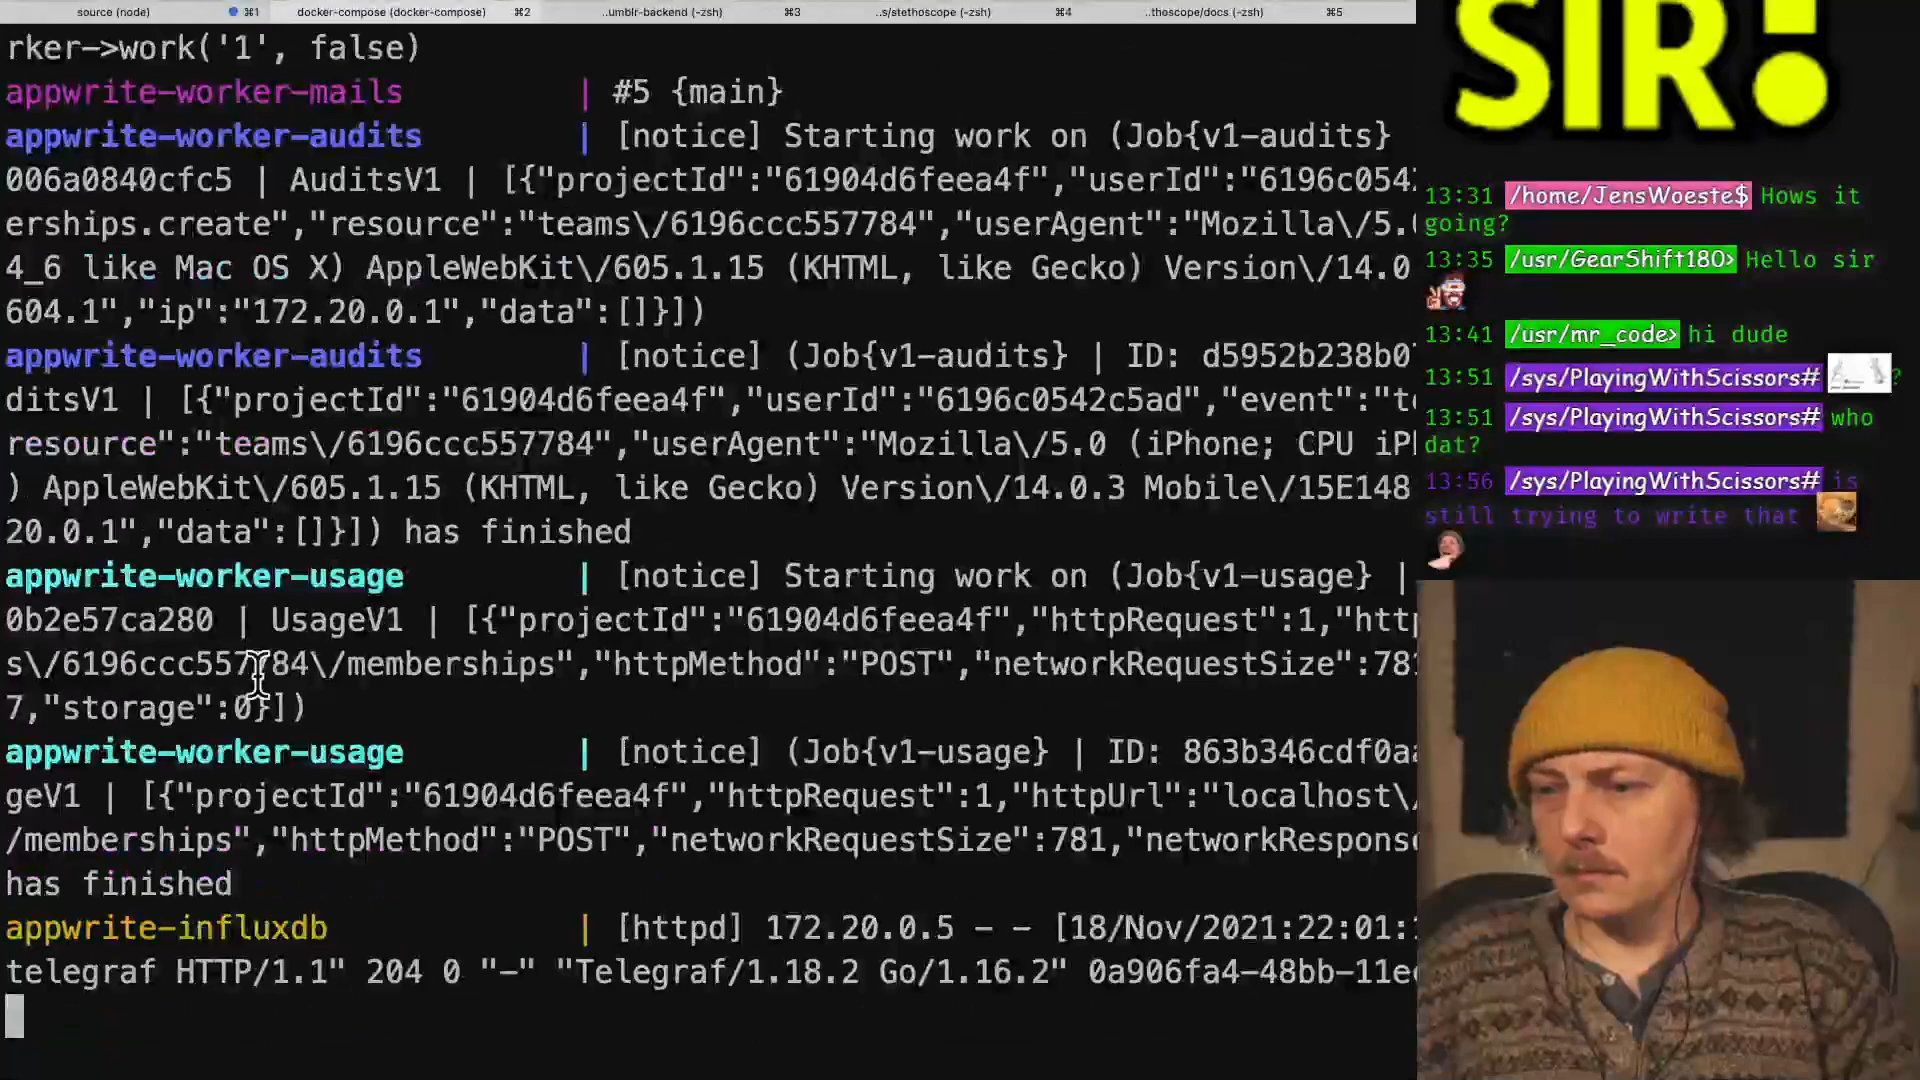 source (node) ⌘1 docker-compose (docker-compose) ⌘2 ..umblr-backend (-zsh) ⌘3 ..s/stethoscope (-zsh) ⌘4 ..thoscope/docs (-zsh) ⌘5
rker->work('1', false)
appwrite-worker-mails | #5 {main}
appwrite-worker-audits | [notice] Starting work on (Job{v1-audits}
006a0840cfc5 | AuditsV1 | [{"projectId":"61904d6feea4f","userId":"6196c054
erships.create","resource":"teams\/6196ccc557784","userAgent":"Mozilla\/5.
4_6 like Mac OS X) AppleWebKit\/605.1.15 (KHTML, like Gecko) Version\/14.0
604.1","ip":"172.20.0.1","data":[]}])
appwrite-worker-audits | [notice] (Job{v1-audits} | ID: d5952b238b0
ditsV1 | [{"projectId":"61904d6feea4f","userId":"6196c0542c5ad","event":"t
resource":"teams\/6196ccc557784","userAgent":"Mozilla\/5.0 (iPhone; CPU iP
) AppleWebKit\/605.1.15 (KHTML, like Gecko) Version\/14.0.3 Mobile\/15E148
20.0.1","data":[]}]) has finished
appwrite-worker-usage | [notice] Starting work on (Job{v1-usage} |
0b2e57ca280 | UsageV1 | [{"projectId":"61904d6feea4f","httpRequest":1,"http
s\/6196ccc557784\/memberships","httpMethod":"POST","networkRequestSize":781
7,"storage":0}])
appwrite-worker-usage | [notice] (Job{v1-usage} | ID: 863b346cdf0a
geV1 | [{"projectId":"61904d6feea4f","httpRequest":1,"httpUrl":"localhost\/
/memberships","httpMethod":"POST","networkRequestSize":781,"networkRespons
has finished
appwrite-influxdb | [httpd] 172.20.0.5 - - [18/Nov/2021:22:01:
telegraf HTTP/1.1" 204 0 "-" "Telegraf/1.18.2 Go/1.16.2" 0a906fa4-48bb-11e
SIR!
13:31 /home/JensWoeste$ Hows it
going?
13:35 /usr/GearShift180> Hello sir
13:41 /usr/mr_code> hi dude
13:51 /sys/PlayingWithScissors# ?
13:51 /sys/PlayingWithScissors# who
dat?
13:56 /sys/PlayingWithScissors# is
still trying to write that